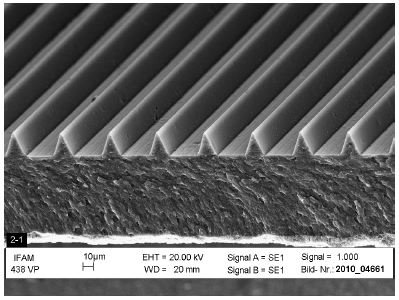 2-1
IFAM 10µm EHT = 20.00 kV Signal A = SE1 Signal = 1.000
438 VP WD = 20 mm Signal B = SE1 Bild- Nr.: 2010_04661